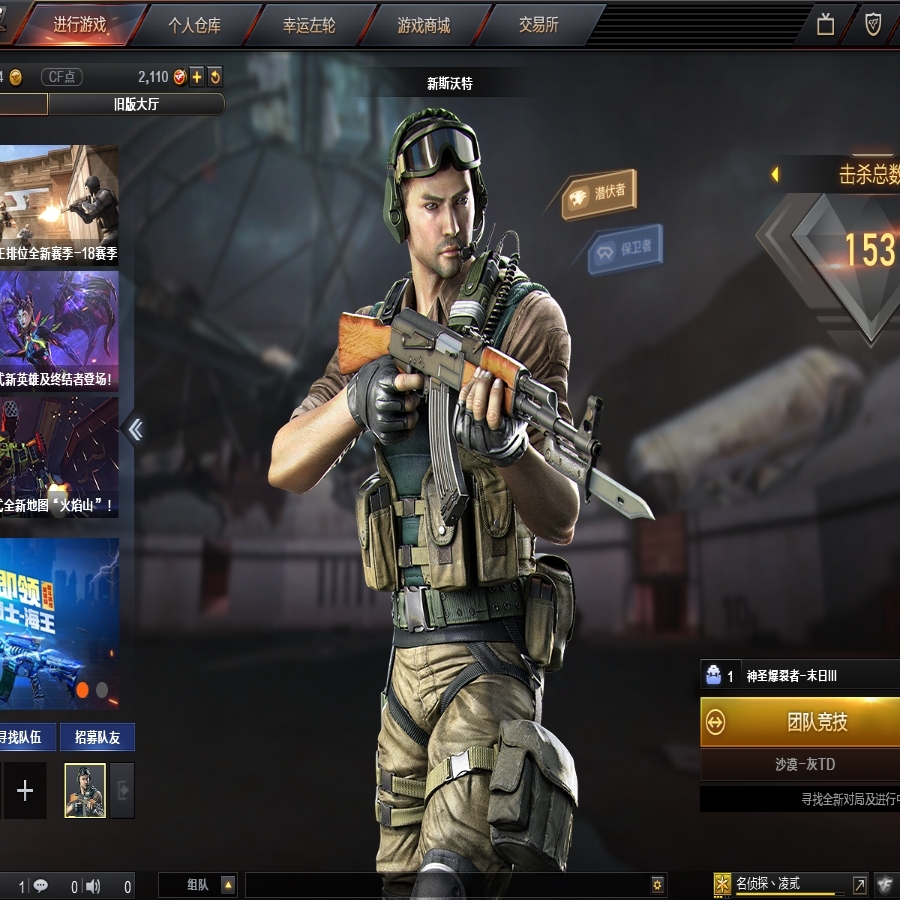 进行游戏
个人仓库
幸运左轮
游戏商城
交易所
4
CF点
2,110
旧版大厅
新斯沃特
潜伏者
保卫者
击杀总数
153
王排位全新赛季-18赛季
式新英雄及终结者登场!
式全新地图“火焰山”!
即领
士-海王
寻找队伍
招募队友
1
神圣爆裂者-末日III
团队竞技
沙漠-灰TD
寻找全新对局及进行中
1
0
0
组队
名侦探丶凌贰